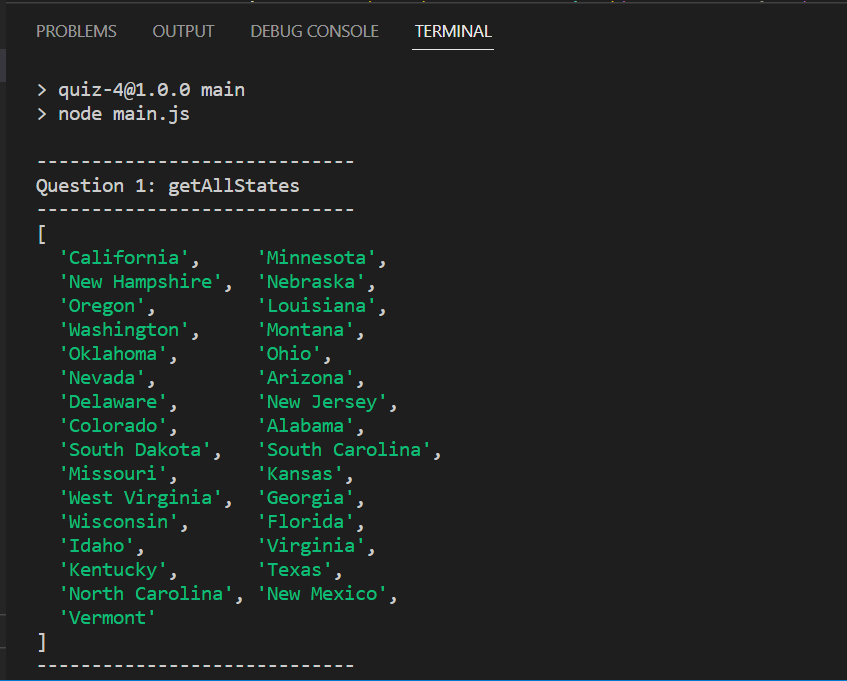 PROBLEMS OUTPUT DEBUG CONSOLE TERMINAL
> quiz-4@1.0.0 main
> node main.js
-----------------------------
Question 1: getAllStates
-----------------------------
[
  'California',     'Minnesota',
  'New Hampshire',  'Nebraska',
  'Oregon',         'Louisiana',
  'Washington',     'Montana',
  'Oklahoma',       'Ohio',
  'Nevada',         'Arizona',
  'Delaware',       'New Jersey',
  'Colorado',       'Alabama',
  'South Dakota',   'South Carolina',
  'Missouri',       'Kansas',
  'West Virginia',  'Georgia',
  'Wisconsin',      'Florida',
  'Idaho',          'Virginia',
  'Kentucky',       'Texas',
  'North Carolina', 'New Mexico',
  'Vermont'
]
-----------------------------